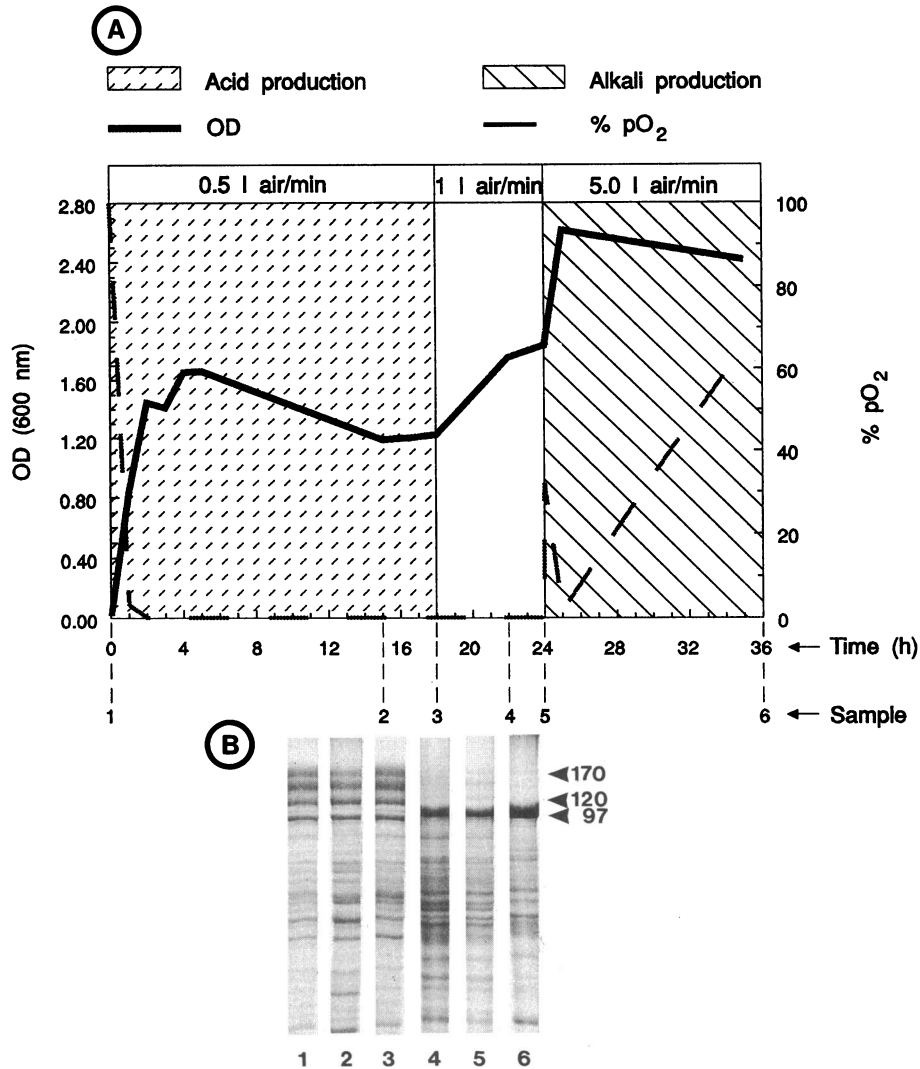 A
Acid production Alkali production
OD % pO2
0.5 l air/min 1 l air/min 5.0 l air/min
2.80 100
2.40 80
2.00
1.60 60
1.20 40
0.80
0.40 20
0.00 0
OD (600 nm)
% pO2
0 4 8 12 16 20 24 28 32 36 ← Time (h)
1 2 3 4 5 6 ← Sample
B
170
120
97
1 2 3 4 5 6